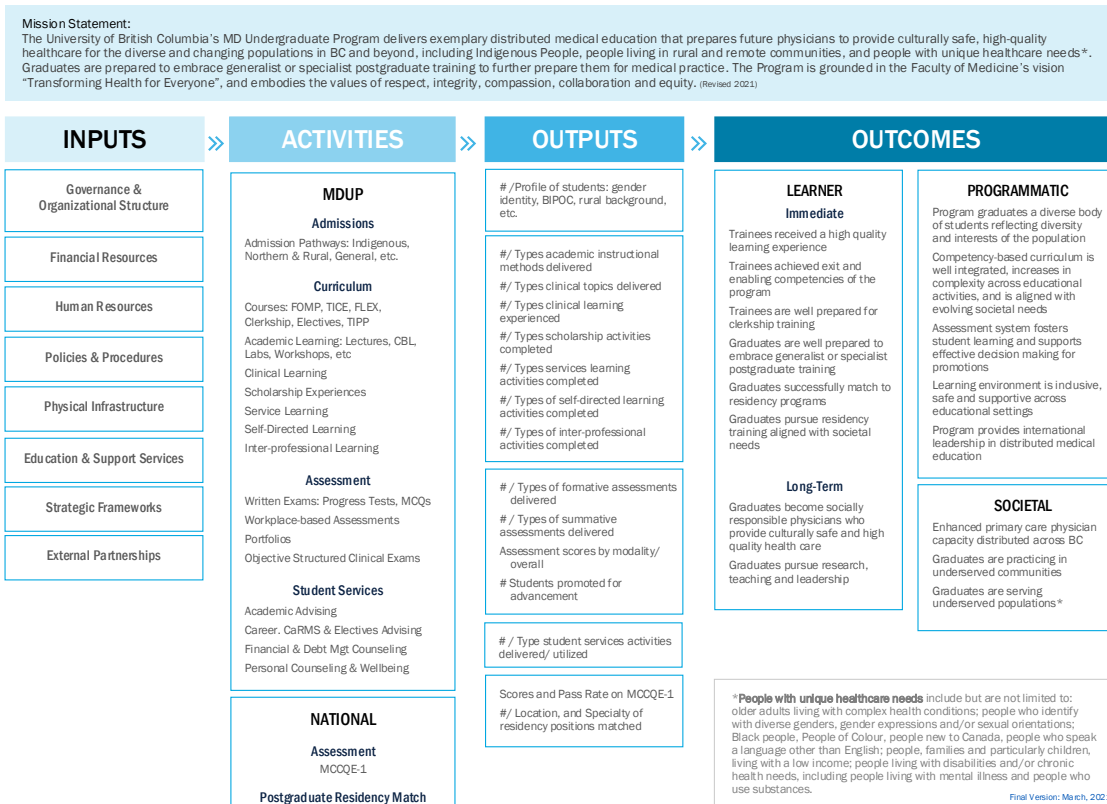 Mission Statement:
The University of British Columbia's MD Undergraduate Program delivers exemplary distributed medical education that prepares future physicians to provide culturally safe, high-quality
healthcare for the diverse and changing populations in BC and beyond, including Indigenous People, people living in rural and remote communities, and people with unique healthcare needs*.
Graduates are prepared to embrace generalist or specialist postgraduate training to further prepare them for medical practice. The Program is grounded in the Faculty of Medicine's vision
"Transforming Health for Everyone", and embodies the values of respect, integrity, compassion, collaboration and equity. (Revised 2021)
INPUTS
Governance &
Organizational Structure
Financial Resources
Human Resources
Policies & Procedures
Physical Infrastructure
Education & Support Services
Strategic Frameworks
External Partnerships
ACTIVITIES
MDUP
Admissions
Admission Pathways: Indigenous,
Northern & Rural, General, etc.
Curriculum
Courses: FOMP, TICE, FLEX,
Clerkship, Electives, TIPP
Academic Learning: Lectures, CBL,
Labs, Workshops, etc
Clinical Learning
Scholarship Experiences
Service Learning
Self-Directed Learning
Inter-professional Learning
Assessment
Written Exams: Progress Tests, MCQs
Workplace-based Assessments
Portfolios
Objective Structured Clinical Exams
Student Services
Academic Advising
Career. CaRMS & Electives Advising
Financial & Debt Mgt Counseling
Personal Counseling & Wellbeing
NATIONAL
Assessment
MCCQE-1
Postgraduate Residency Match
OUTPUTS
# /Profile of students: gender
identity, BIPOC, rural background,
etc.
#/ Types academic instructional
methods delivered
#/ Types clinical topics delivered
#/ Types clinical learning
experienced
#/ Types scholarship activities
completed
#/ Types services learning
activities completed
#/ Types of self-directed learning
activities completed
#/ Types of inter-professional
activities completed
# / Types of formative assessments
delivered
# / Types of summative
assessments delivered
Assessment scores by modality/
overall
# Students promoted for
advancement
# / Type student services activities
delivered/ utilized
Scores and Pass Rate on MCCQE-1
#/ Location, and Specialty of
residency positions matched
OUTCOMES
LEARNER
Immediate
Trainees received a high quality
learning experience
Trainees achieved exit and
enabling competencies of the
program
Trainees are well prepared for
clerkship training
Graduates are well prepared to
embrace generalist or specialist
postgraduate training
Graduates successfully match to
residency programs
Graduates pursue residency
training aligned with societal
needs
Long-Term
Graduates become socially
responsible physicians who
provide culturally safe and high
quality health care
Graduates pursue research,
teaching and leadership
PROGRAMMATIC
Program graduates a diverse body
of students reflecting diversity
and interests of the population
Competency-based curriculum is
well integrated, increases in
complexity across educational
activities, and is aligned with
evolving societal needs
Assessment system fosters
student learning and supports
effective decision making for
promotions
Learning environment is inclusive,
safe and supportive across
educational settings
Program provides international
leadership in distributed medical
education
SOCIETAL
Enhanced primary care physician
capacity distributed across BC
Graduates are practicing in
underserved communities
Graduates are serving
underserved populations*
*People with unique healthcare needs include but are not limited to:
older adults living with complex health conditions; people who identify
with diverse genders, gender expressions and/or sexual orientations;
Black people, People of Colour, people new to Canada, people who speak
a language other than English; people, families and particularly children,
living with a low income; people living with disabilities and/or chronic
health needs, including people living with mental illness and people who
use substances.
Final Version: March,